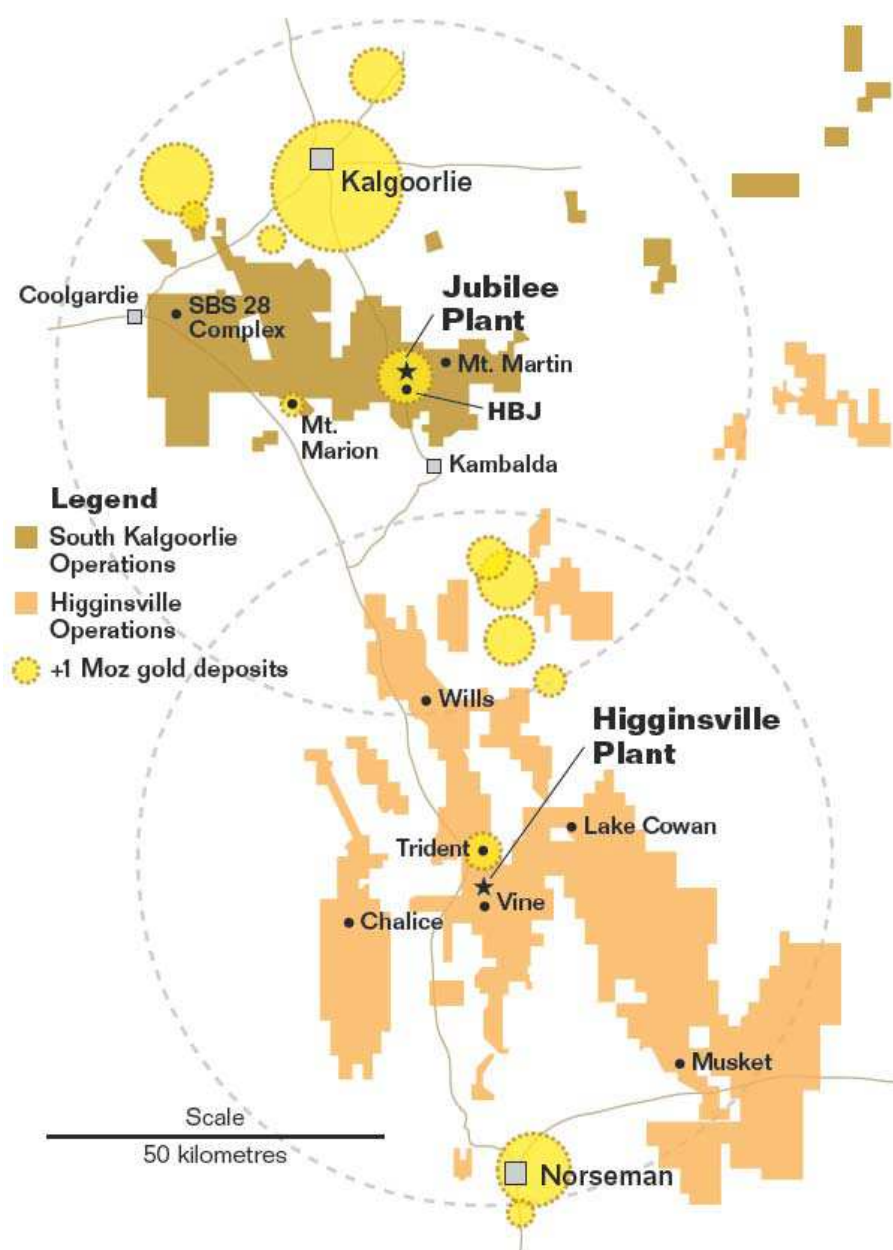 Kalgoorlie
Coolgardie
SBS 28
Complex
Jubilee
Plant
Mt. Martin
HBJ
Mt.
Marion
Kambalda
Legend
South Kalgoorlie
Operations
Higginsville
Operations
+1 Moz gold deposits
Wills
Higginsville
Plant
Lake Cowan
Trident
Vine
Chalice
Musket
Scale
50 kilometres
Norseman